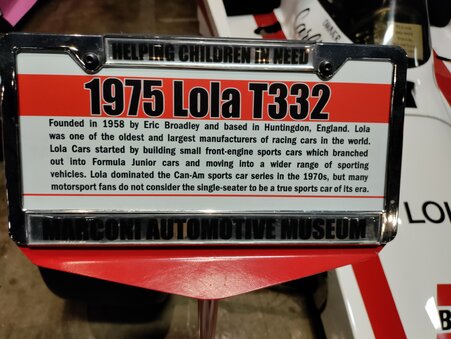 HELPING CHILDREN IN NEED
1975 Lola T332
Founded in 1958 by Eric Broadley and based in Huntingdon, England. Lola
was one of the oldest and largest manufacturers of racing cars in the world.
Lola Cars started by building small front-engine sports cars which branched
out into Formula Junior cars and moving into a wider range of sporting
vehicles. Lola dominated the Can-Am sports car series in the 1970s, but many
motorsport fans do not consider the single-seater to be a true sports car of its era.
MARCONI AUTOMOTIVE MUSEUM
LOL
B